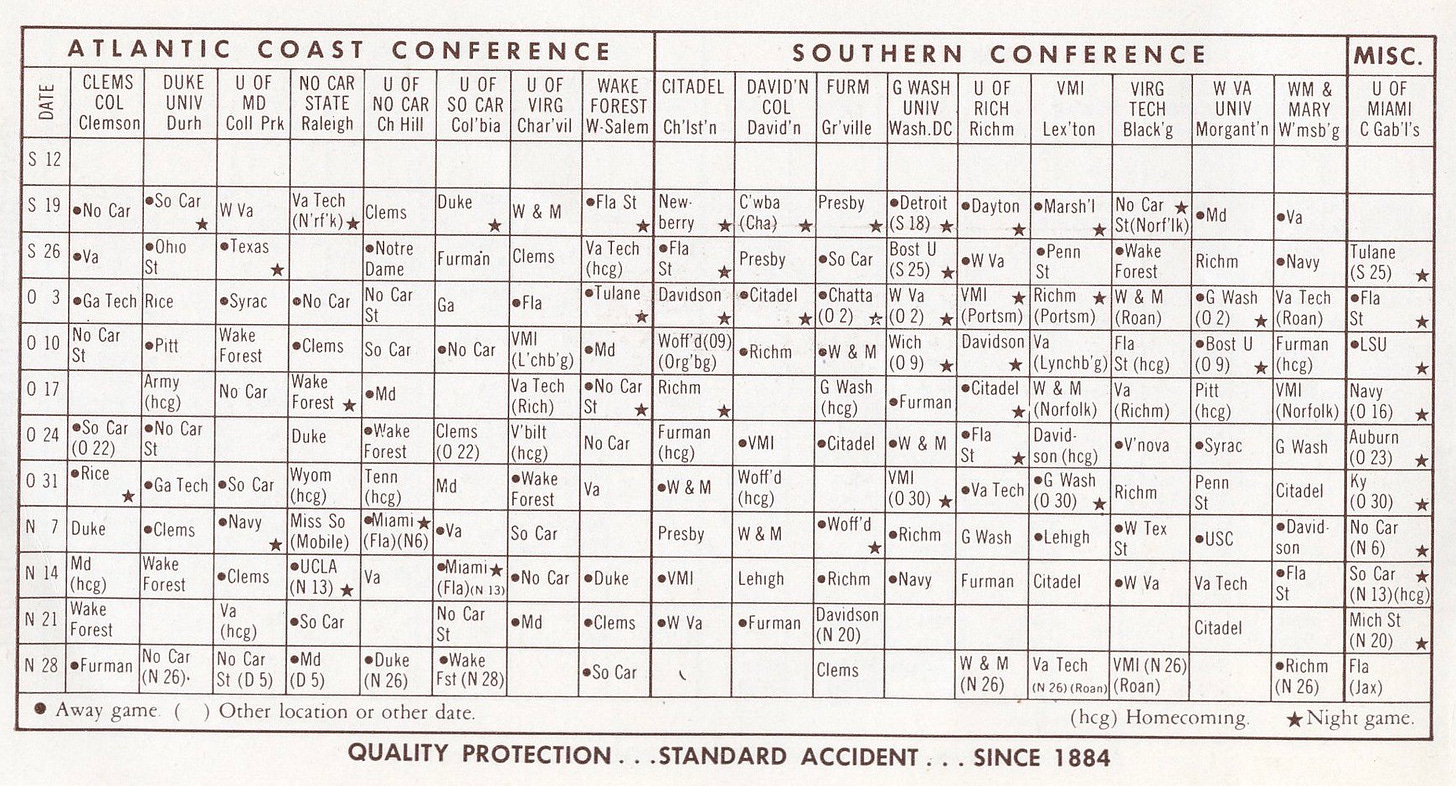 ATLANTIC COAST CONFERENCE SOUTHERN CONFERENCE MISC.
DATE CLEMS COL Clemson DUKE UNIV Durh U OF MD Coll Prk NO CAR STATE Raleigh U OF NO CAR Ch Hill U OF SO CAR Col'bia U OF VIRG Char'vil WAKE FOREST W-Salem CITADEL Ch'lst'n DAVID'N COL David'n FURM Gr'ville G WASH UNIV Wash.DC U OF RICH Richm VMI Lex'ton VIRG TECH Black'g W VA UNIV Morgant'n WM & MARY W'msb'g U OF MIAMI C Gab'l's
S 12
S 19 ●No Car ●So Car ★ W Va Va Tech (N'rf'k)★ Clems Duke ★ W & M ●Fla St ★ New-berry ★ C'wba (Cha) ★ Presby ★ ●Detroit (S 18) ★ ●Dayton ★ ●Marsh'l ★ No Car ★ St(Norf'lk) ●Md ●Va
S 26 ●Va ●Ohio St ●Texas ★ ●Notre Dame Furman Clems Va Tech (hcg) ●Fla St ★ Presby ●So Car Bost U (S 25) ★ ●W Va ●Penn St ●Wake Forest Richm ●Navy Tulane (S 25) ★
O 3 ●Ga Tech Rice ●Syrac ●No Car No Car St Ga ●Fla ●Tulane ★ Davidson ★ ●Citadel ★ ●Chatta (O 2) ☆ W Va (O 2) ★ VMI ★ (Portsm) Richm ★ (Portsm) W & M (Roan) ●G Wash (O 2) ★ Va Tech (Roan) ●Fla St ★
O 10 No Car St ●Pitt Wake Forest ●Clems So Car ●No Car VMI (L'chb'g) ●Md Woff'd(O9) (Org'bg) ●Richm ●W & M Wich (O 9) ★ Davidson ★ Va (Lynchb'g) Fla St (hcg) ●Bost U (O 9) ★ Furman (hcg) ●LSU ★
O 17 Army (hcg) No Car Wake Forest ★ ●Md Va Tech (Rich) ●No Car St ★ Richm ★ G Wash (hcg) ●Furman ●Citadel ★ W & M (Norfolk) Va (Richm) Pitt (hcg) VMI (Norfolk) Navy (O 16) ★
O 24 ●So Car (O 22) ●No Car St Duke ●Wake Forest Clems (O 22) V'bilt (hcg) No Car Furman (hcg) ●VMI ●Citadel ●W & M ●Fla St ★ David-son (hcg) ●V'nova ●Syrac G Wash Auburn (O 23) ★
O 31 ●Rice ★ ●Ga Tech ●So Car Wyom (hcg) Tenn (hcg) Md ●Wake Forest Va ●W & M Woff'd (hcg) VMI (O 30) ★ ●Va Tech ●G Wash (O 30) ★ Richm Penn St Citadel Ky (O 30) ★
N 7 Duke ●Clems ●Navy ★ Miss So (Mobile) ●Miami ★ (Fla)(N6) ●Va So Car Presby W & M ●Woff'd ★ ●Richm G Wash ●Lehigh ●W Tex St ●USC ●David-son No Car (N 6) ★
N 14 Md (hcg) Wake Forest ●Clems ●UCLA (N 13) ★ Va ●Miami★ (Fla)(N 13) ●No Car ●Duke ●VMI Lehigh ●Richm ●Navy Furman Citadel ●W Va Va Tech ●Fla St So Car ★ (N 13)(hcg)
N 21 Wake Forest Va (hcg) ●So Car No Car St ●Md ●Clems ●W Va ●Furman Davidson (N 20) Citadel Mich St (N 20) ★
N 28 ●Furman No Car (N 26) No Car St (D 5) ●Md (D 5) ●Duke (N 26) ●Wake Fst (N 28) ●So Car Clems W & M (N 26) Va Tech (N 26) (Roan) VMI (N 26) (Roan) ●Richm (N 26) Fla (Jax)
● Away game. ( ) Other location or other date. (hcg) Homecoming. ★Night game.
QUALITY PROTECTION...STANDARD ACCIDENT... SINCE 1884